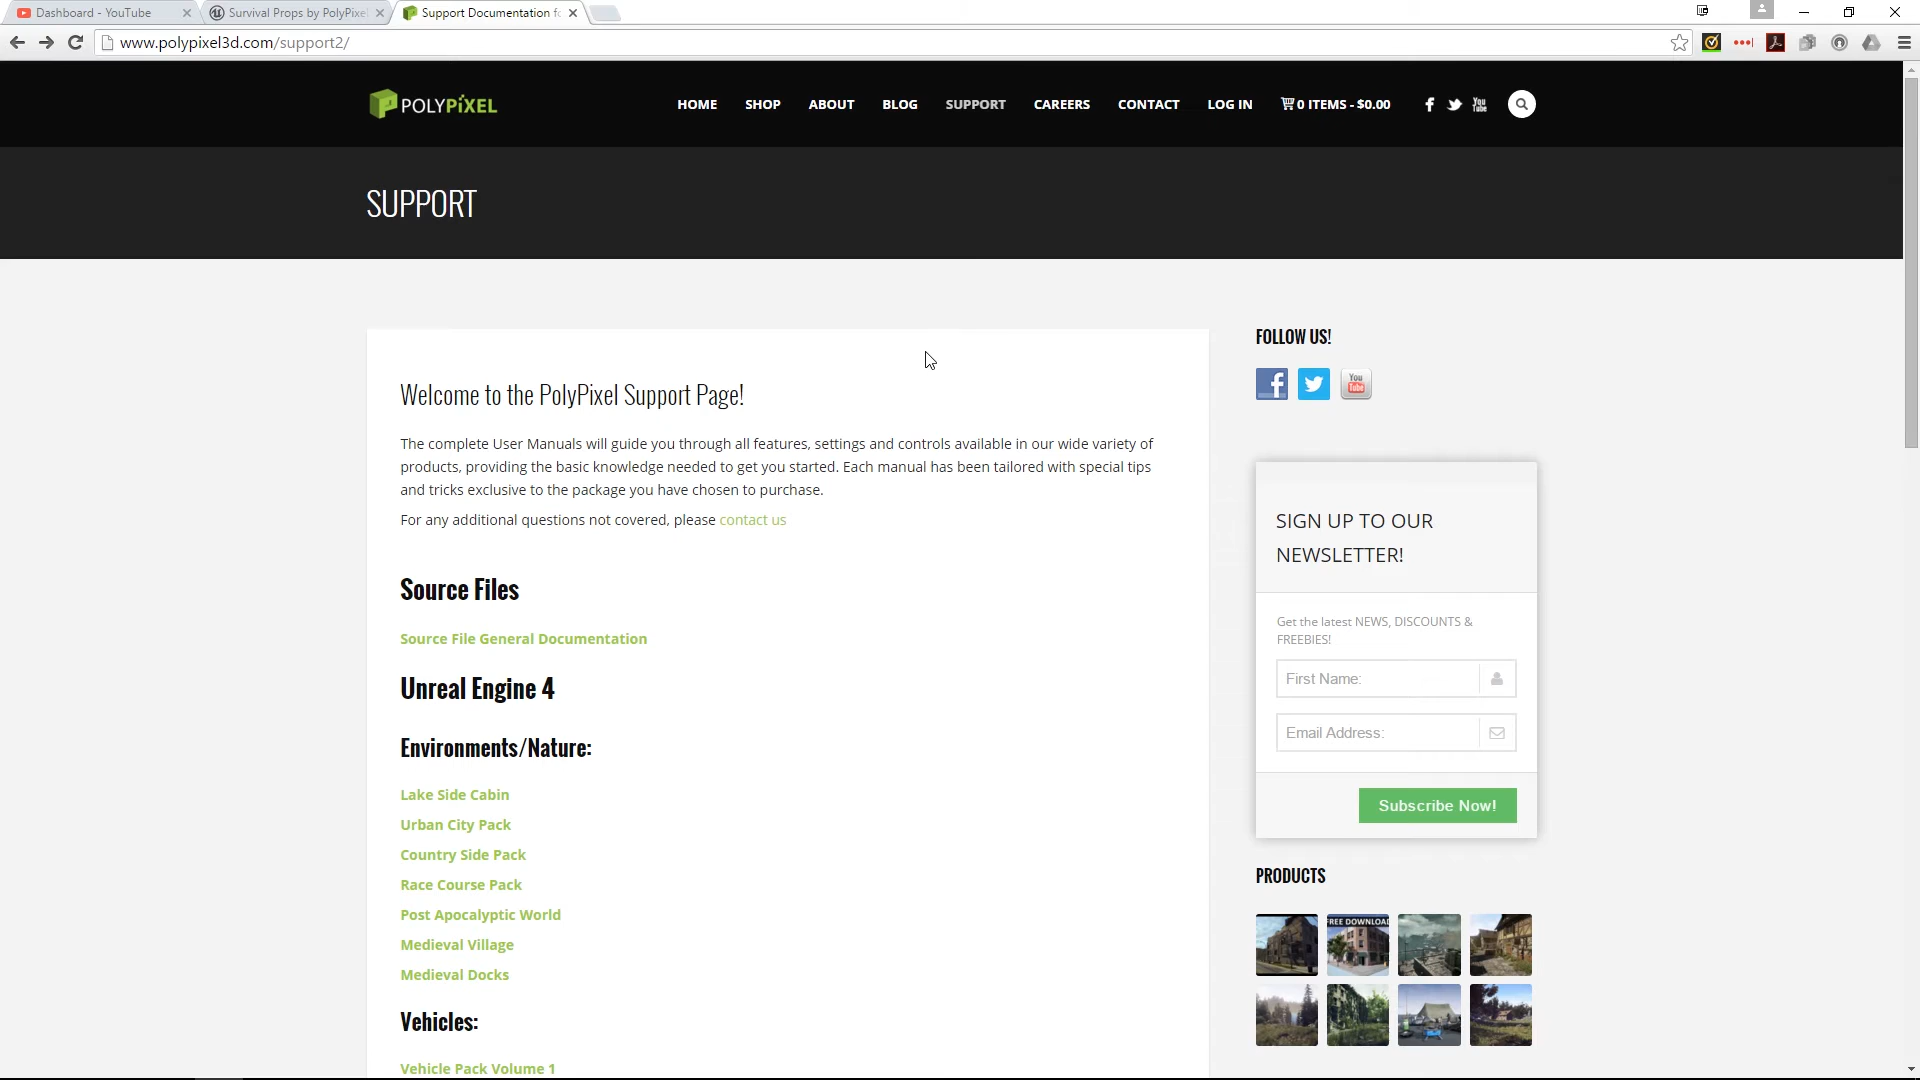 Dashboard - YouTube
Survival Props by PolyPixel
Support Documentation fo
www.polypixel3d.com/support2/
POLYPiXEL
HOME SHOP ABOUT BLOG SUPPORT CAREERS CONTACT LOG IN 0 ITEMS - $0.00
SUPPORT
Welcome to the PolyPixel Support Page!
The complete User Manuals will guide you through all features, settings and controls available in our wide variety of
products, providing the basic knowledge needed to get you started. Each manual has been tailored with special tips
and tricks exclusive to the package you have chosen to purchase.
For any additional questions not covered, please contact us
Source Files
Source File General Documentation
Unreal Engine 4
Environments/Nature:
Lake Side Cabin
Urban City Pack
Country Side Pack
Race Course Pack
Post Apocalyptic World
Medieval Village
Medieval Docks
Vehicles:
Vehicle Pack Volume 1
FOLLOW US!
You
Tube
SIGN UP TO OUR
NEWSLETTER!
Get the latest NEWS, DISCOUNTS &
FREEBIES!
First Name:
Email Address:
Subscribe Now!
PRODUCTS
FREE DOWNLOAD